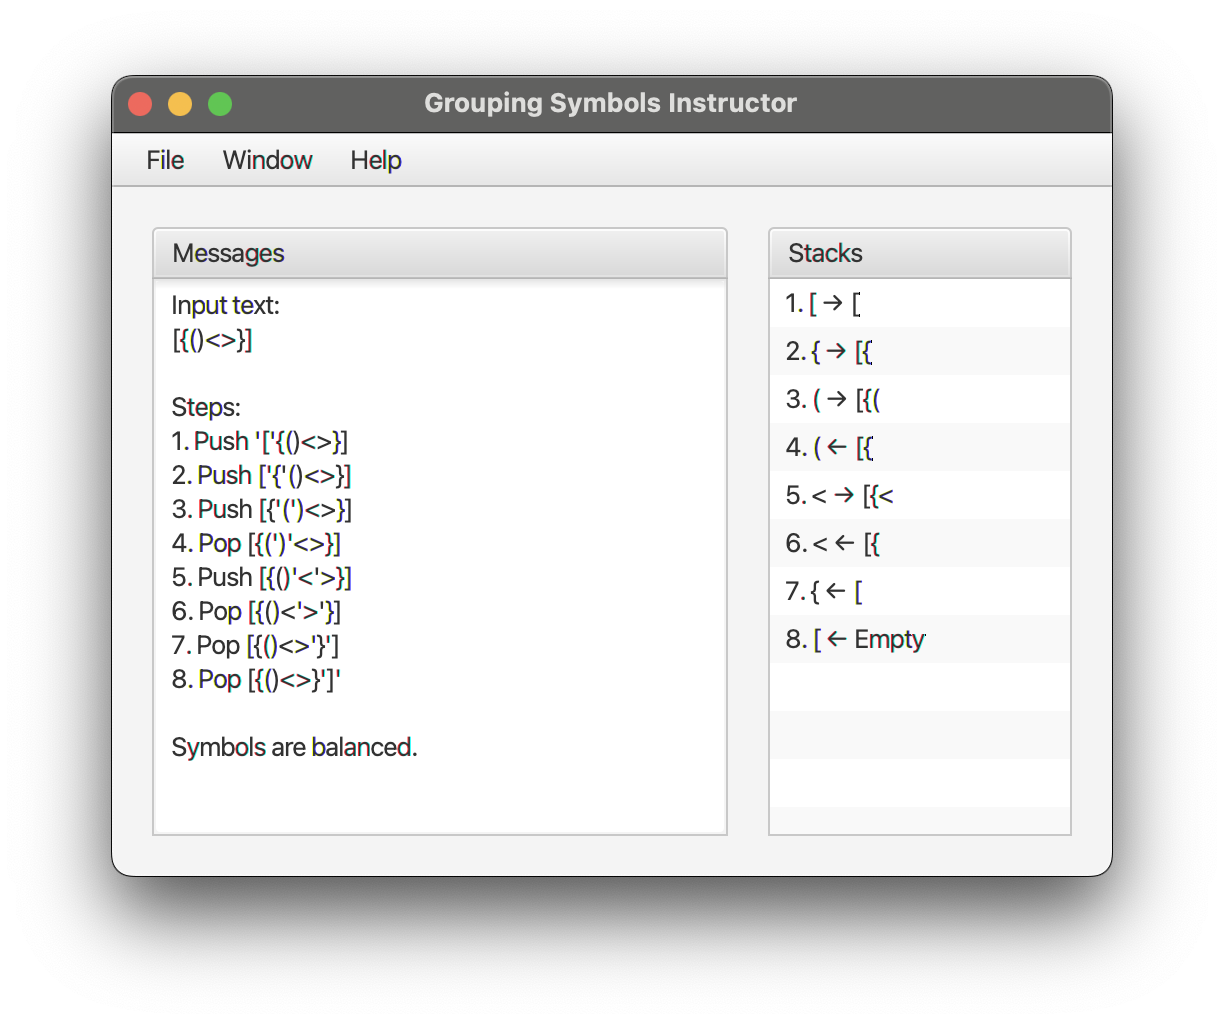 Grouping Symbols Instructor
File Window Help
Messages
Input text:
[{()<>}]
Steps:
1. Push '['{()<>}]
2. Push ['{'()<>}]
3. Push [{'(')<>}]
4. Pop [{(')'<>}]
5. Push [{()'<'>}]
6. Pop [{()<'>'}]
7. Pop [{()<>'}']
8. Pop [{()<>}']'
Symbols are balanced.
Stacks
1. [ → [
2. { → [{
3. ( → [{(
4. ( ← [{
5. < → [{<
6. < ← [{
7. { ← [
8. [ ← Empty